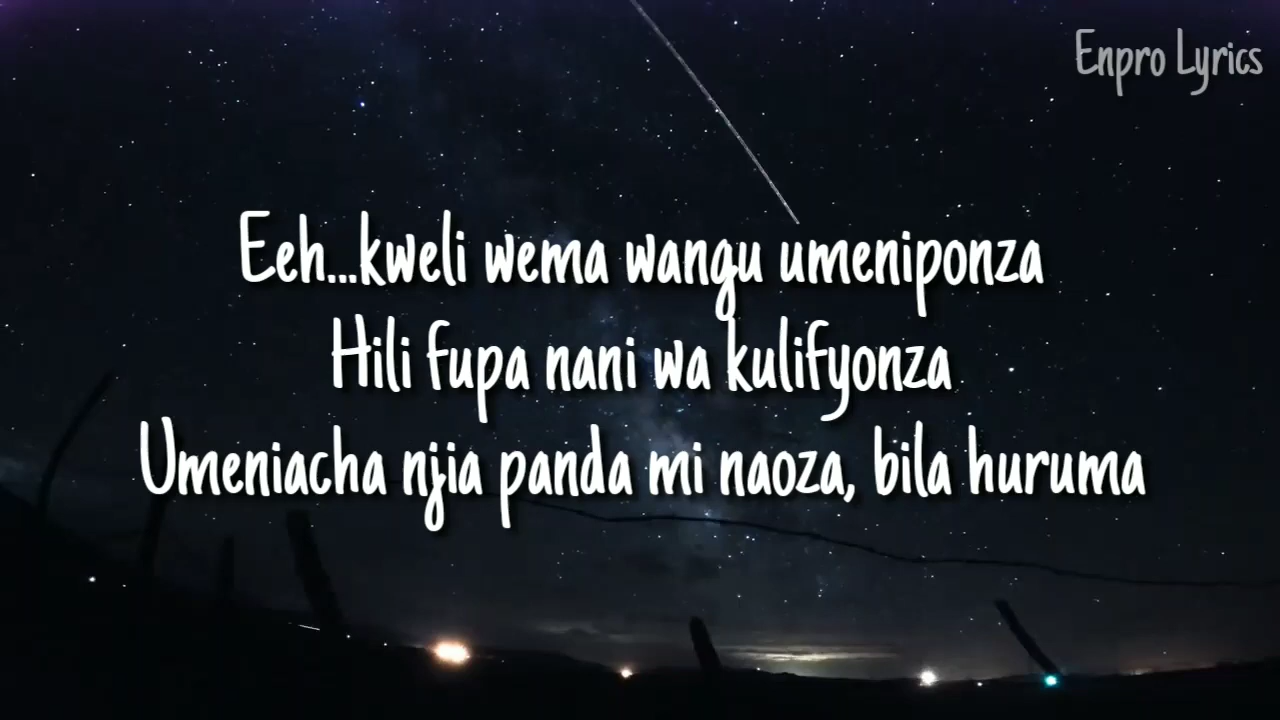 Enpro Lyrics
Eeh...kweli wema wangu umeniponza
Hili fupa nani wa kulifyonza
Umeniacha njia panda mi naoza, bila huruma